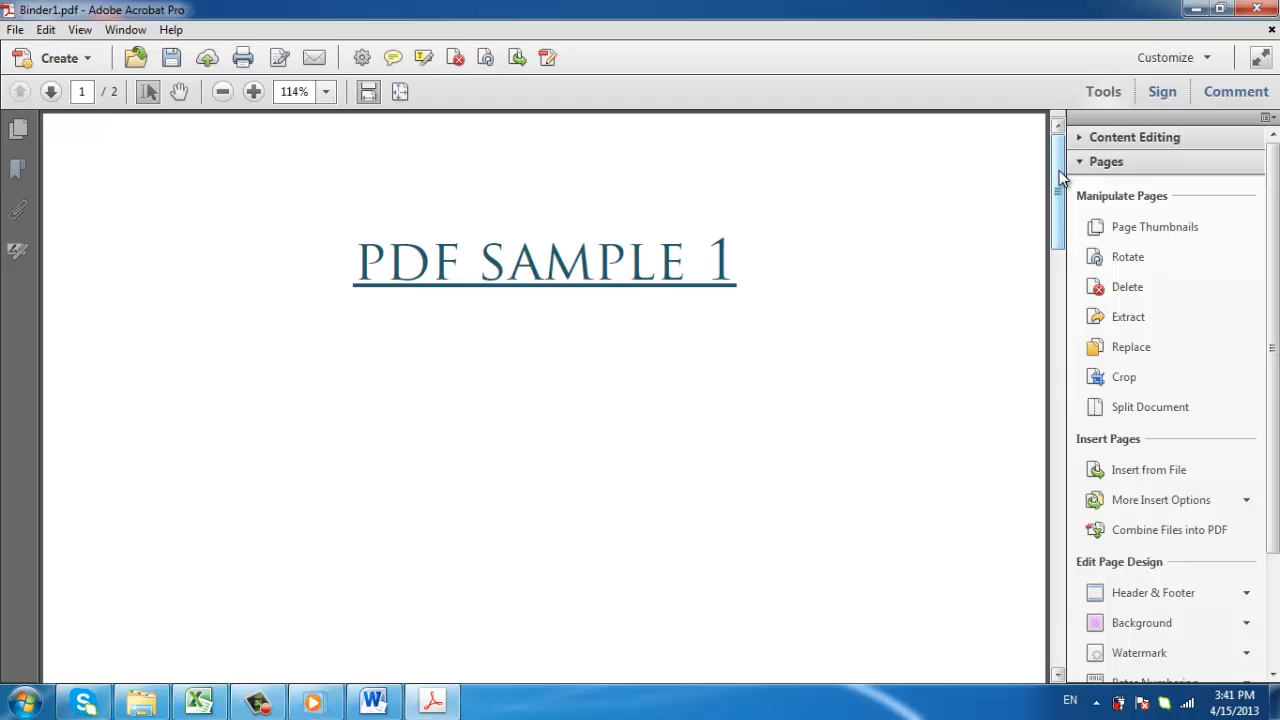 Binder1.pdf - Adobe Acrobat Pro
File Edit View Window Help
Create Customize
1 / 2 114% Tools Sign Comment
Content Editing
Pages
Manipulate Pages
Page Thumbnails
Rotate
Delete
Extract
Replace
Crop
Split Document
Insert Pages
Insert from File
More Insert Options
Combine Files into PDF
Edit Page Design
Header & Footer
Background
Watermark
PDF SAMPLE 1
EN 3:41 PM
4/15/2013